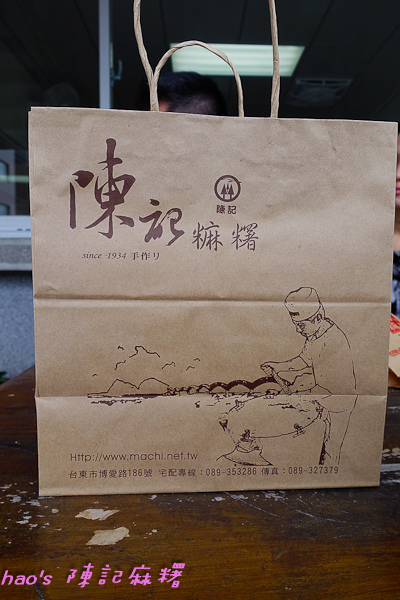 陳記
陳記 糍糬
since 1934 手作り
Http://www.machi.net.tw
台東市博愛路186號 宅配專線：089-353286 傳真：089-327379
hao's 陳記麻糬